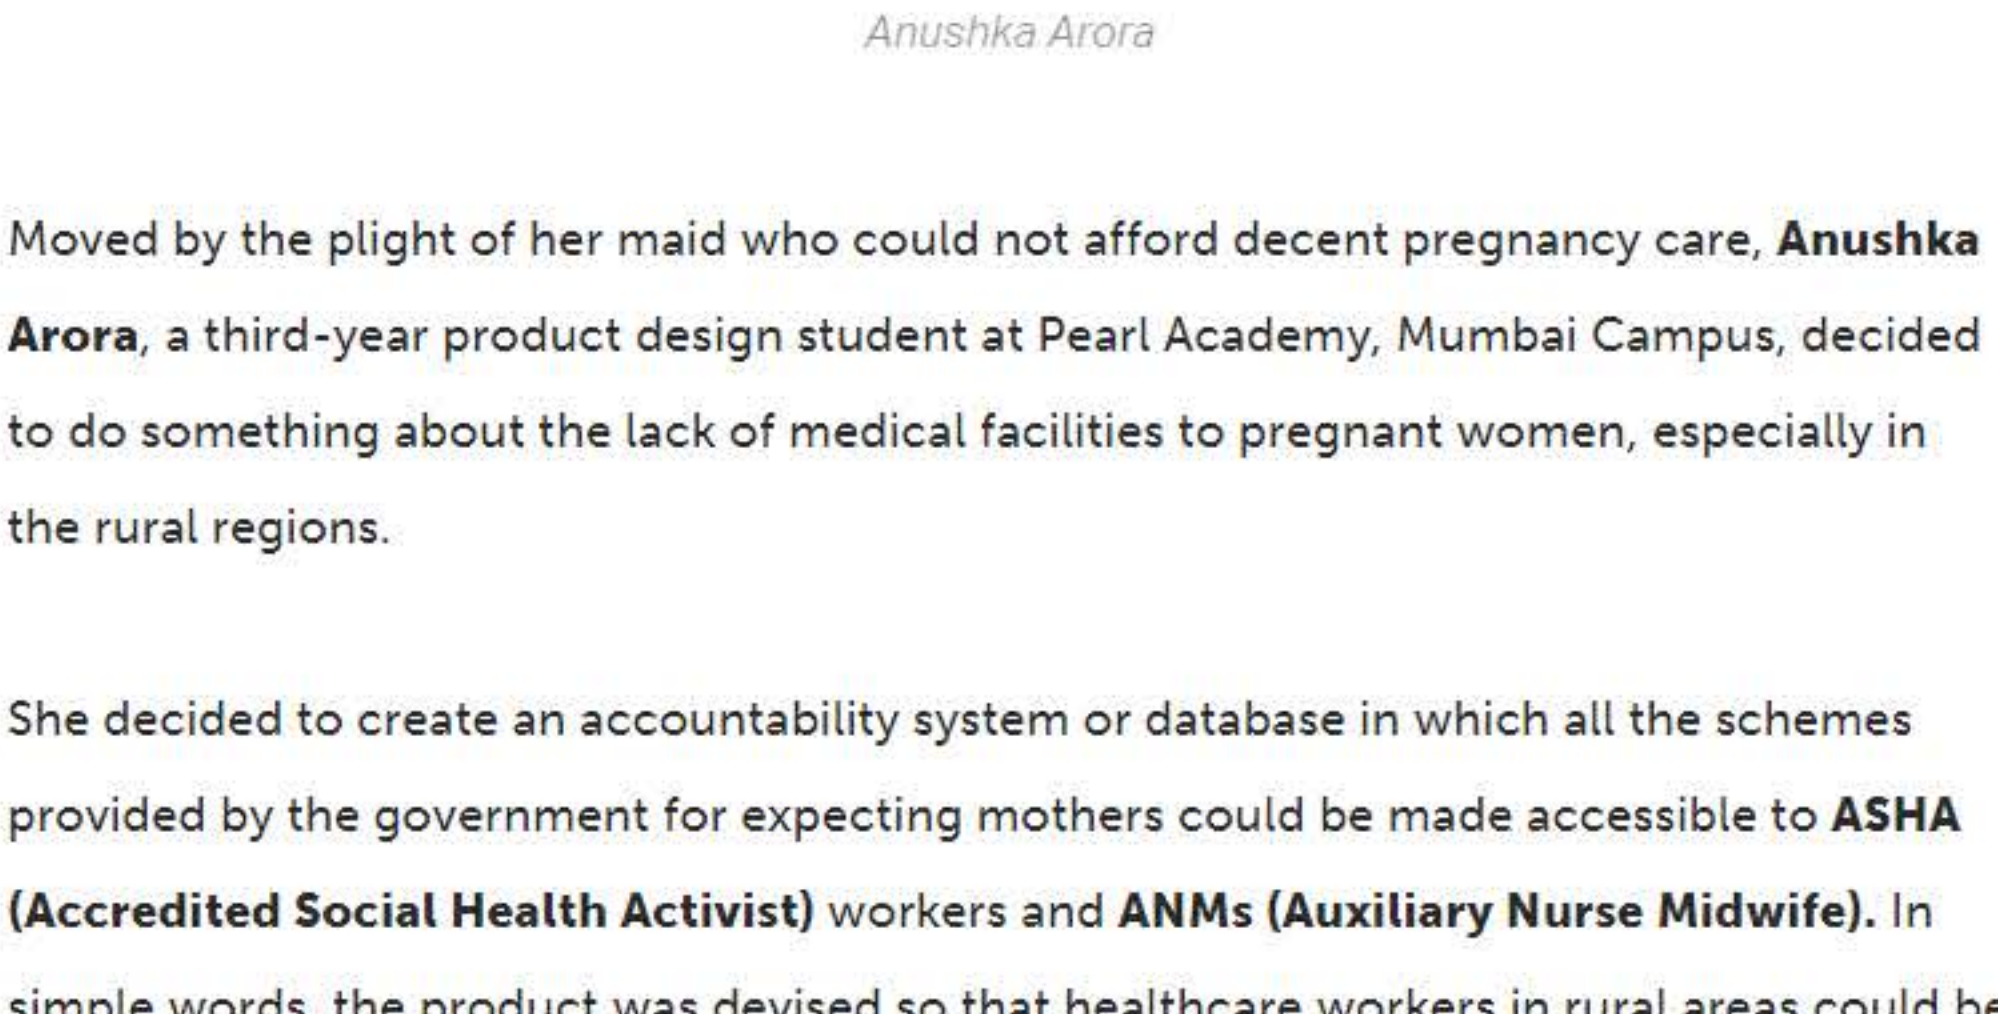 Anushka Arora
Moved by the plight of her maid who could not afford decent pregnancy care, Anushka
Arora, a third-year product design student at Pearl Academy, Mumbai Campus, decided
to do something about the lack of medical facilities to pregnant women, especially in
the rural regions.
She decided to create an accountability system or database in which all the schemes
provided by the government for expecting mothers could be made accessible to ASHA
(Accredited Social Health Activist) workers and ANMs (Auxiliary Nurse Midwife). In
simple words, the product was devised so that healthcare workers in rural areas could be